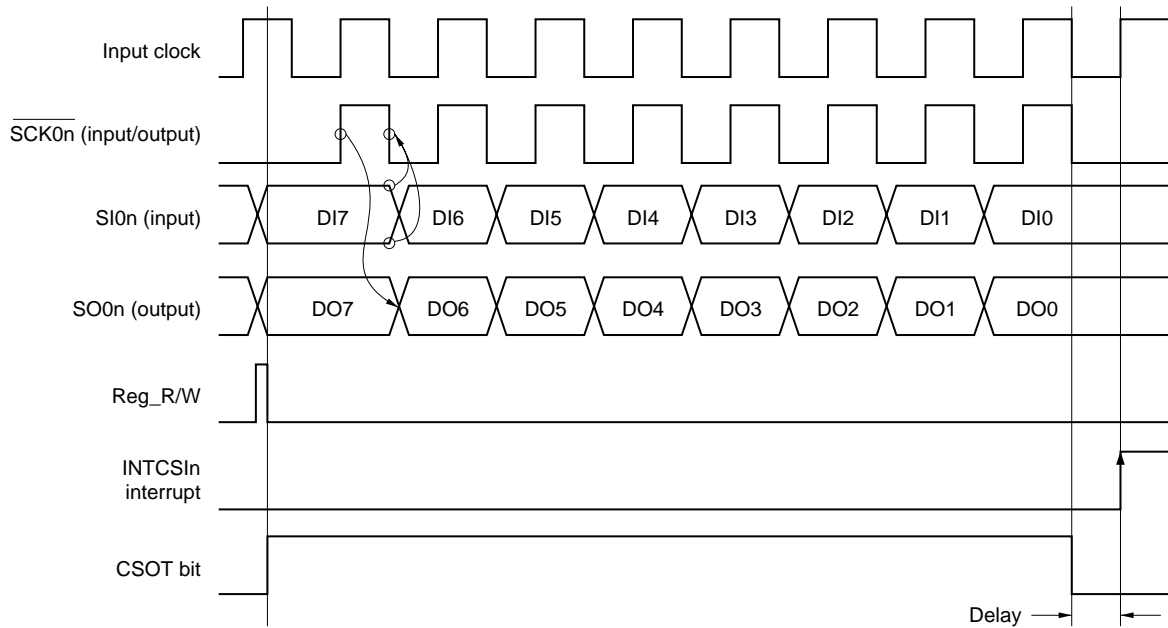 Input clock
SCK0n (input/output)
SI0n (input)
DI7 DI6 DI5 DI4 DI3 DI2 DI1 DI0
SO0n (output)
DO7 DO6 DO5 DO4 DO3 DO2 DO1 DO0
Reg_R/W
INTCSIn
interrupt
CSOT bit
Delay